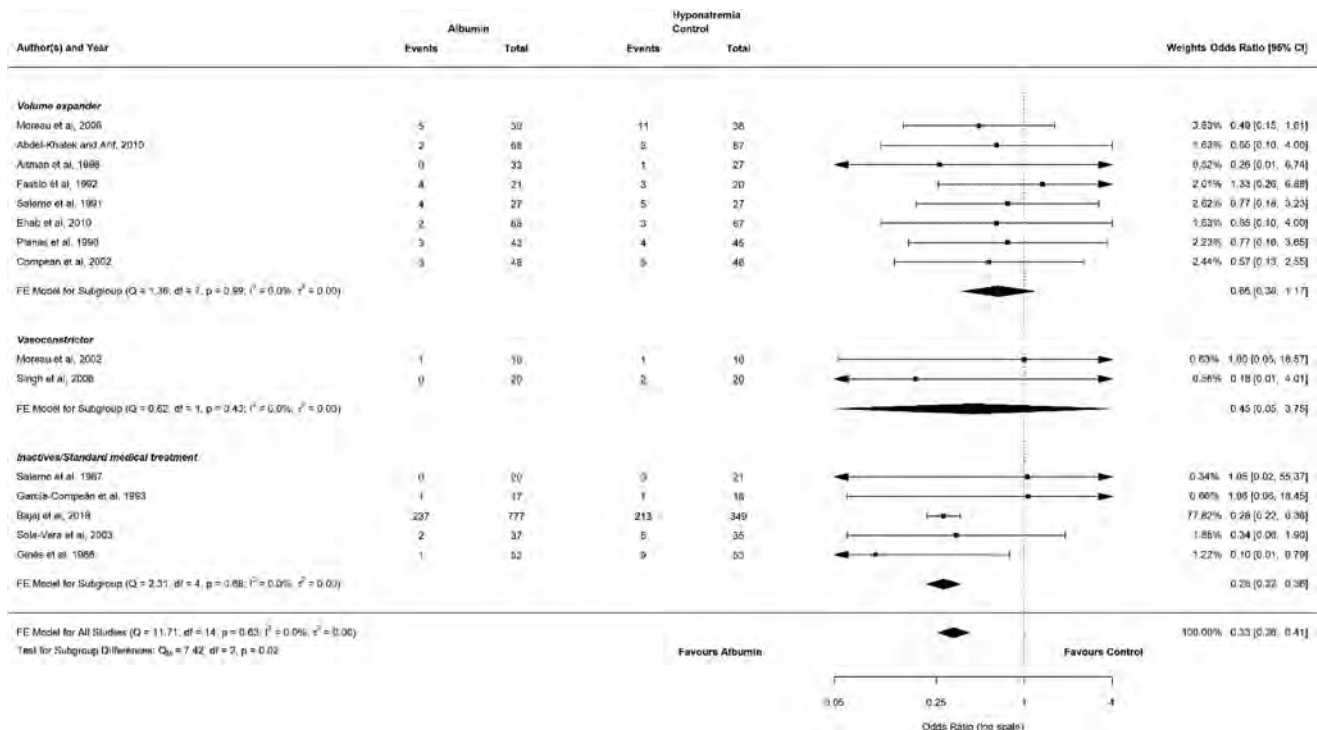 Hyponatremia
Albumin Control
Author(s) and Year Events Total Events Total Weights Odds Ratio [95% CI]
Volume expander
Moreau et al, 2006 5 30 11 38 3.83% 0.49 [0.15, 1.61]
Abdel-Khalek and Arif, 2010 2 68 3 67 1.63% 0.65 [0.10, 4.00]
Altman et al, 1998 0 33 1 27 0.52% 0.26 [0.01, 6.74]
Fassio et al, 1992 4 21 3 20 2.01% 1.33 [0.26, 6.88]
Salerno et al, 1991 4 27 5 27 2.62% 0.77 [0.18, 3.23]
Ehab et al, 2010 2 68 3 67 1.63% 0.65 [0.10, 4.00]
Planas et al, 1990 3 43 4 45 2.23% 0.77 [0.16, 3.65]
Compean et al, 2002 3 48 5 48 2.44% 0.57 [0.13, 2.55]
FE Model for Subgroup (Q = 1.36, df = 7, p = 0.99; I² = 0.0%, τ² = 0.00) 0.66 [0.38, 1.17]
Vasoconstrictor
Moreau et al, 2002 1 10 1 10 0.63% 1.00 [0.05, 18.57]
Singh et al, 2008 0 20 2 20 0.56% 0.18 [0.01, 4.01]
FE Model for Subgroup (Q = 0.62, df = 1, p = 0.43; I² = 0.0%, τ² = 0.00) 0.45 [0.05, 3.75]
Inactives/Standard medical treatment
Salerno et al, 1987 0 20 0 21 0.34% 1.05 [0.02, 55.37]
García-Compeán et al, 1993 1 17 1 18 0.66% 1.06 [0.06, 18.45]
Bajaj et al, 2018 237 777 213 349 77.82% 0.28 [0.22, 0.36]
Sola-Vera et al, 2003 2 37 5 35 1.85% 0.34 [0.06, 1.90]
Ginès et al, 1988 1 52 9 53 1.22% 0.10 [0.01, 0.79]
FE Model for Subgroup (Q = 2.31, df = 4, p = 0.68; I² = 0.0%, τ² = 0.00) 0.28 [0.22, 0.36]
FE Model for All Studies (Q = 11.71, df = 14, p = 0.63; I² = 0.0%, τ² = 0.00) 100.00% 0.33 [0.26, 0.41]
Test for Subgroup Differences: Qₘ = 7.42, df = 2, p = 0.02
Favours Albumin Favours Control
0.05 0.25 1 4
Odds Ratio (log scale)